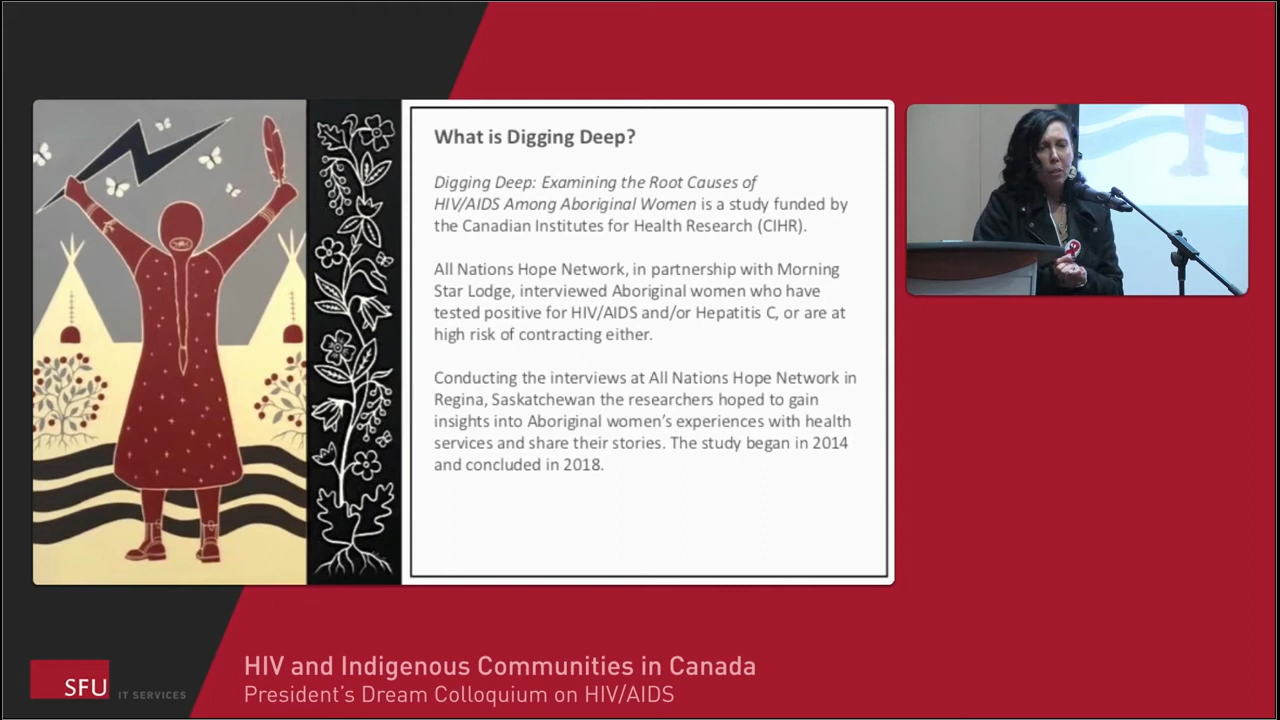 What is Digging Deep?
Digging Deep: Examining the Root Causes of
HIV/AIDS Among Aboriginal Women is a study funded by
the Canadian Institutes for Health Research (CIHR).
All Nations Hope Network, in partnership with Morning
Star Lodge, interviewed Aboriginal women who have
tested positive for HIV/AIDS and/or Hepatitis C, or are at
high risk of contracting either.
Conducting the interviews at All Nations Hope Network in
Regina, Saskatchewan the researchers hoped to gain
insights into Aboriginal women’s experiences with health
services and share their stories. The study began in 2014
and concluded in 2018.
HIV and Indigenous Communities in Canada
President’s Dream Colloquium on HIV/AIDS
SFU IT SERVICES